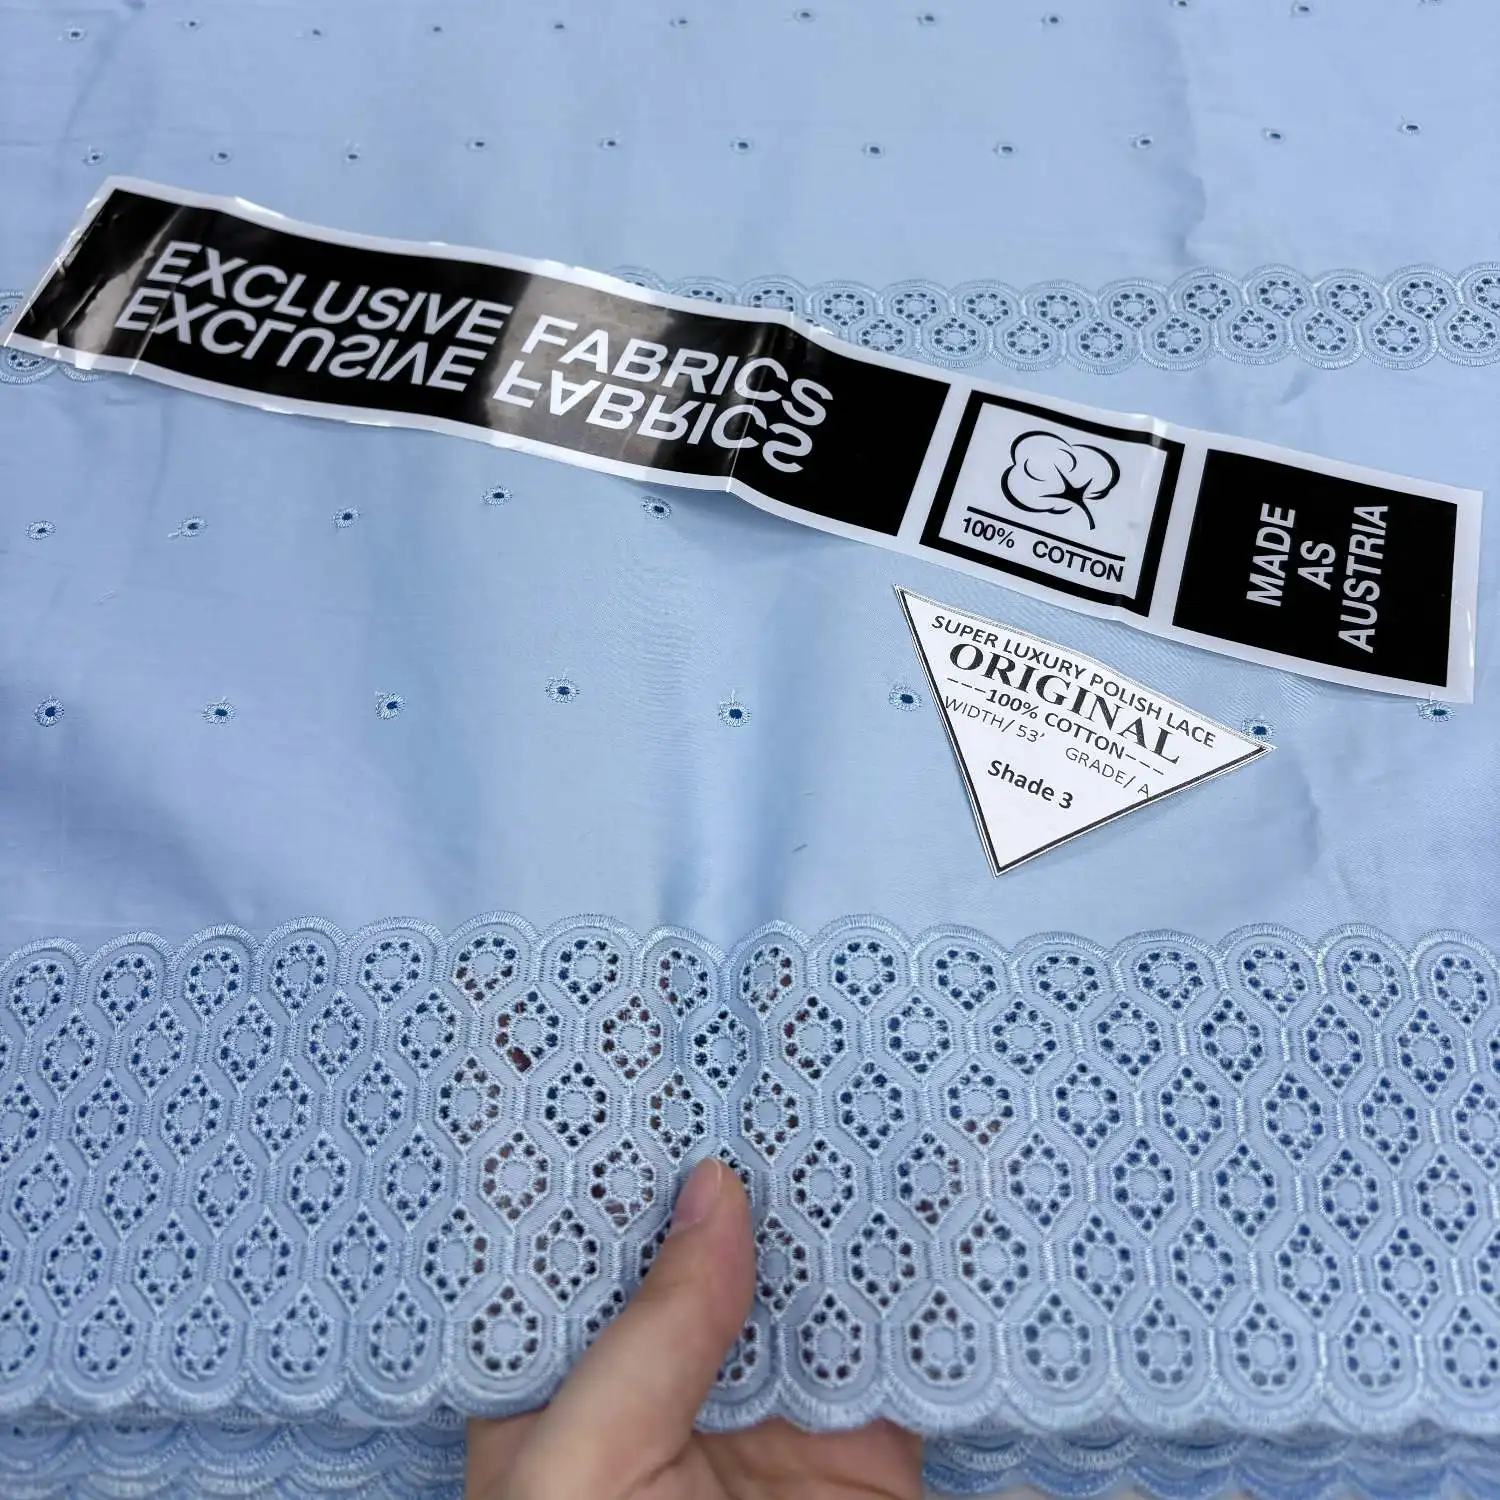 EXCLUSIVE FABRICS
EXCLUSIVE FABRICS
100% COTTON
MADE
AS
AUSTRIA
SUPER LUXURY POLISH LACE
ORIGINAL
---100% COTTON---
WIDTH/ 53' GRADE/ A
Shade 3